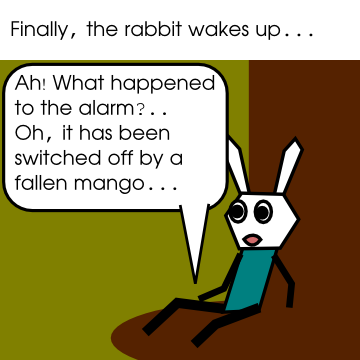 Finally, the rabbit wakes up...
Ah! What happened
to the alarm?..
Oh, it has been
switched off by a
fallen mango...